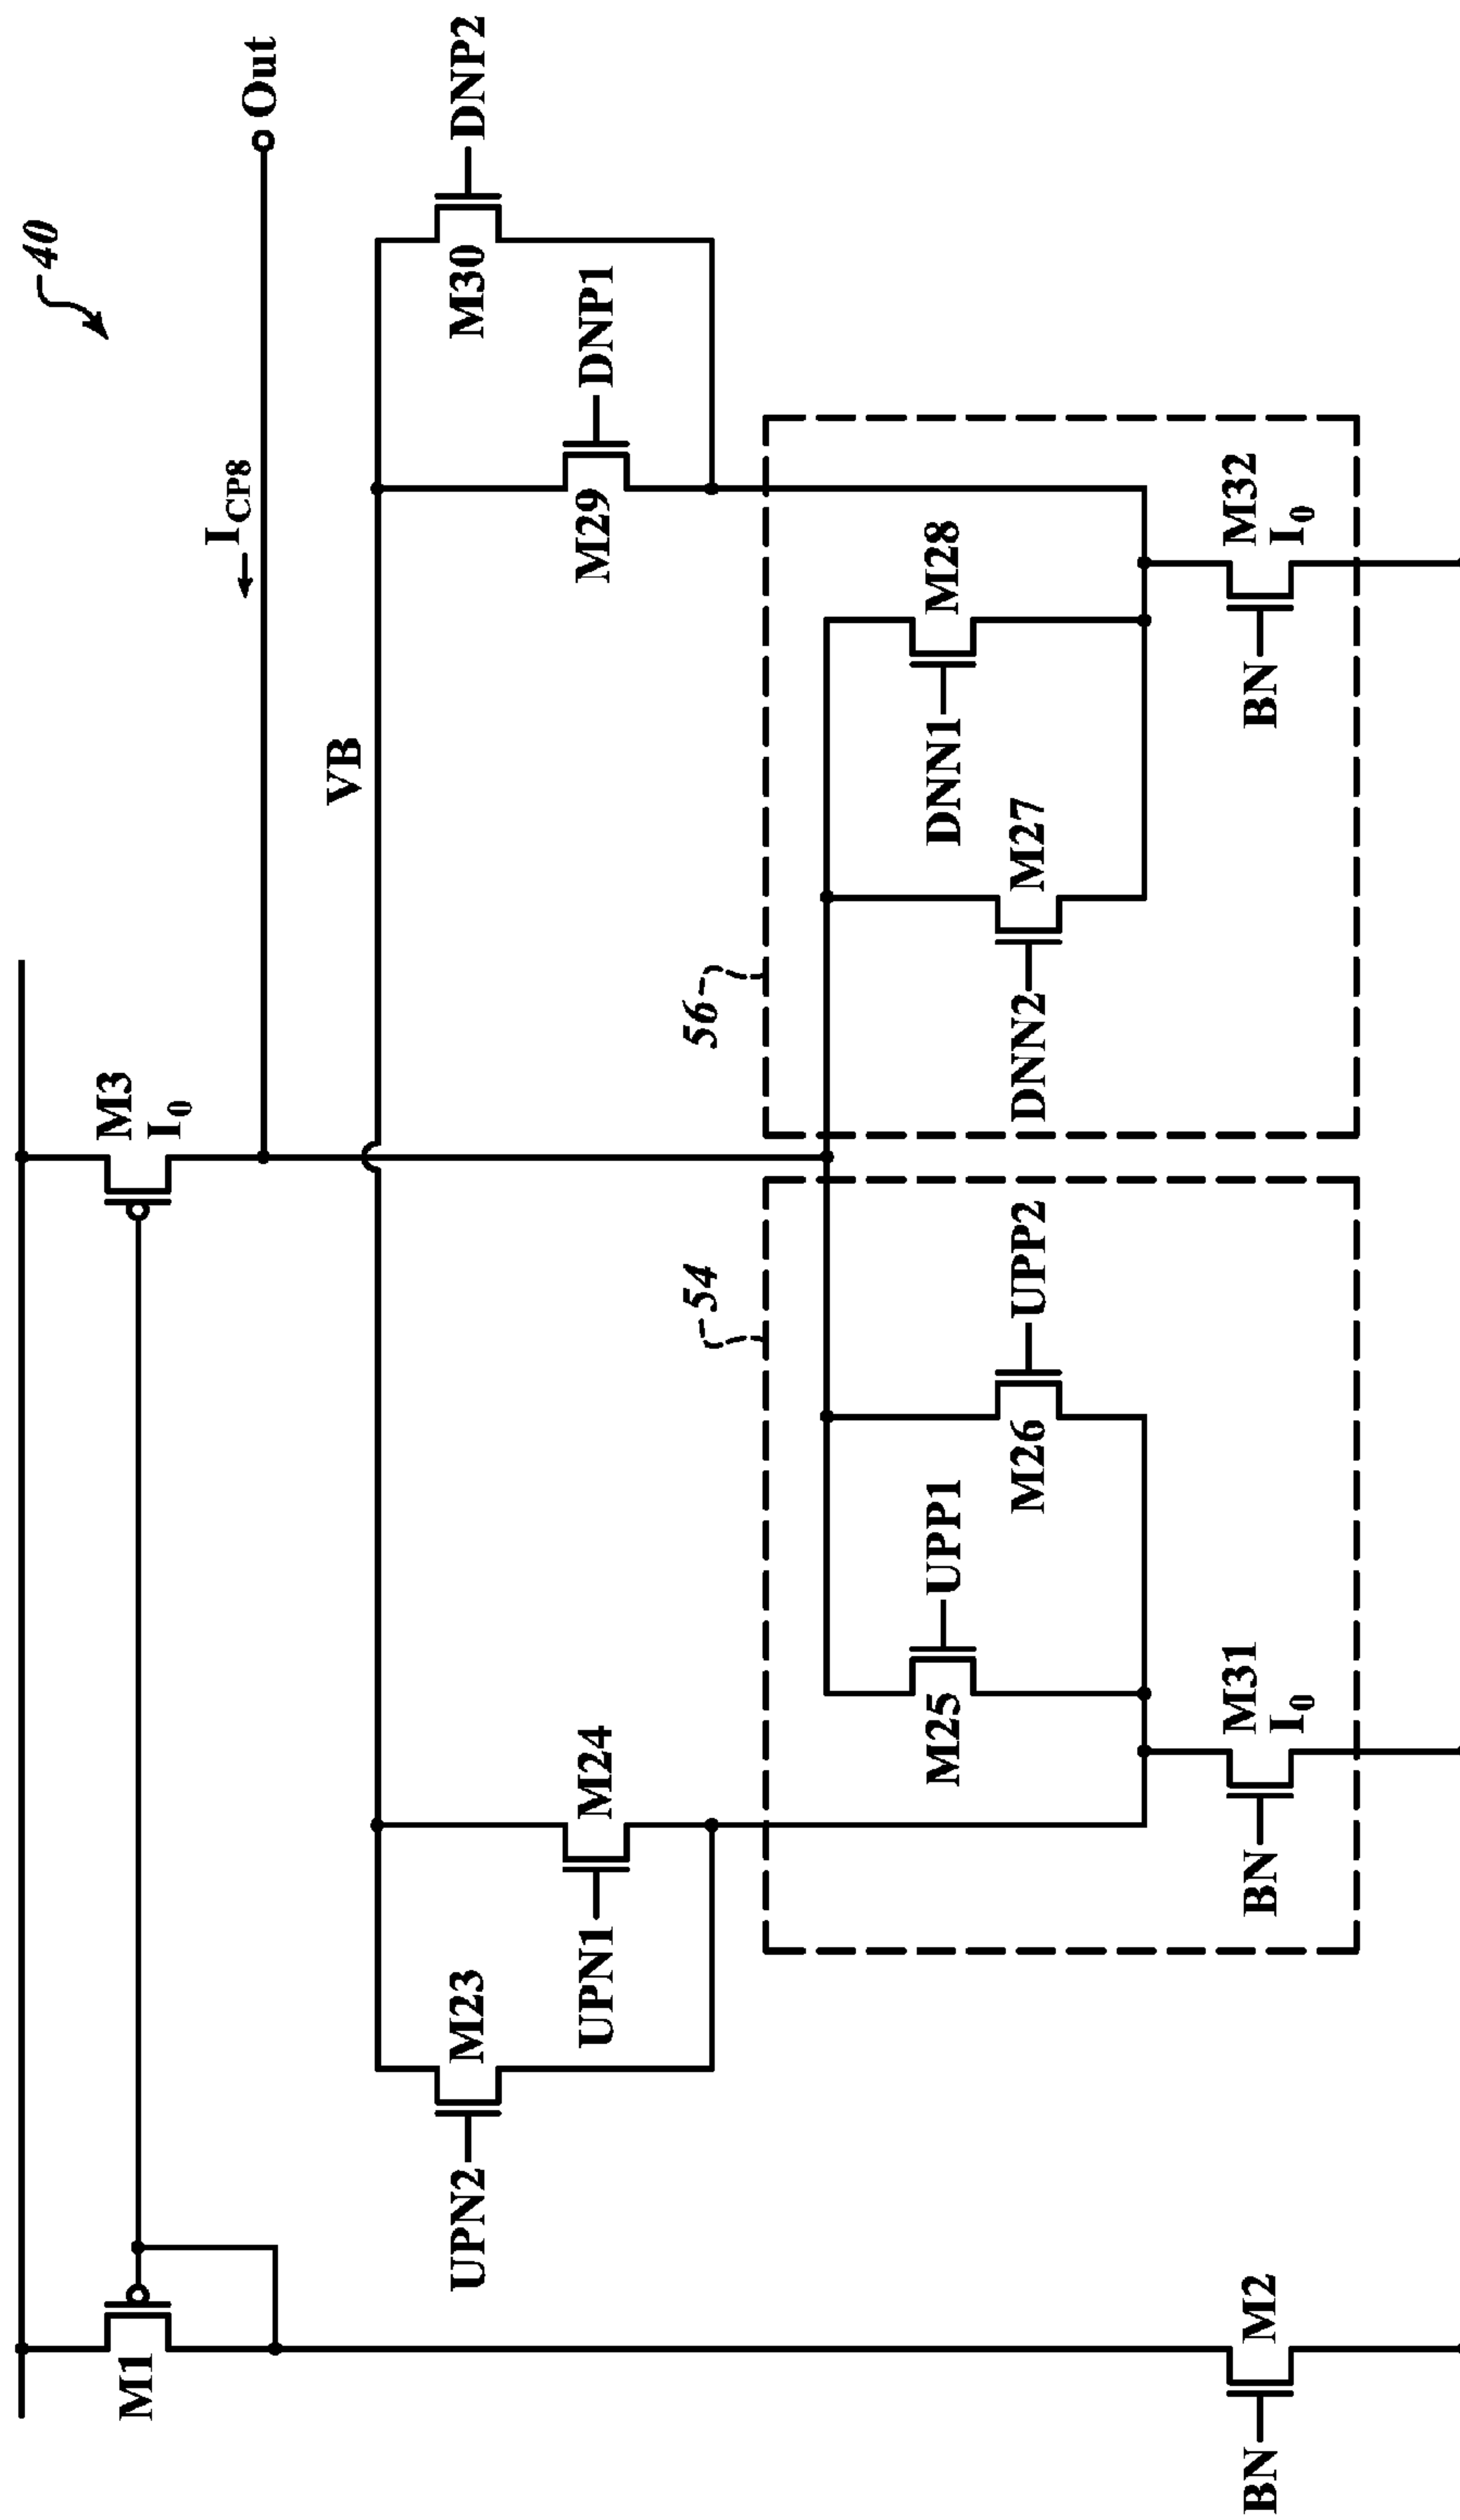 40
M1
M3
I0
Out
ICP8
VB
UPN2
M23
M30
DNP2
UPN1
M24
M29
DNP1
54
56
M25
UPP1
DNN1
M28
M26
UPP2
DNN2
M27
BN
M2
BN
M31
I0
BN
M32
I0